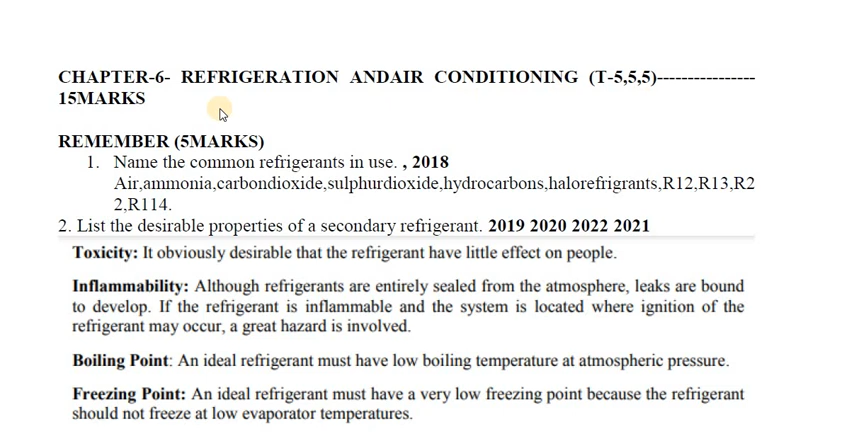 CHAPTER-6- REFRIGERATION ANDAIR CONDITIONING (T-5,5,5)----------------
15MARKS
REMEMBER (5MARKS)
1. Name the common refrigerants in use. , 2018
Air,ammonia,carbondioxide,sulphurdioxide,hydrocarbons,halorefrigrants,R12,R13,R2
2,R114.
2. List the desirable properties of a secondary refrigerant. 2019 2020 2022 2021
Toxicity: It obviously desirable that the refrigerant have little effect on people.
Inflammability: Although refrigerants are entirely sealed from the atmosphere, leaks are bound
to develop. If the refrigerant is inflammable and the system is located where ignition of the
refrigerant may occur, a great hazard is involved.
Boiling Point: An ideal refrigerant must have low boiling temperature at atmospheric pressure.
Freezing Point: An ideal refrigerant must have a very low freezing point because the refrigerant
should not freeze at low evaporator temperatures.